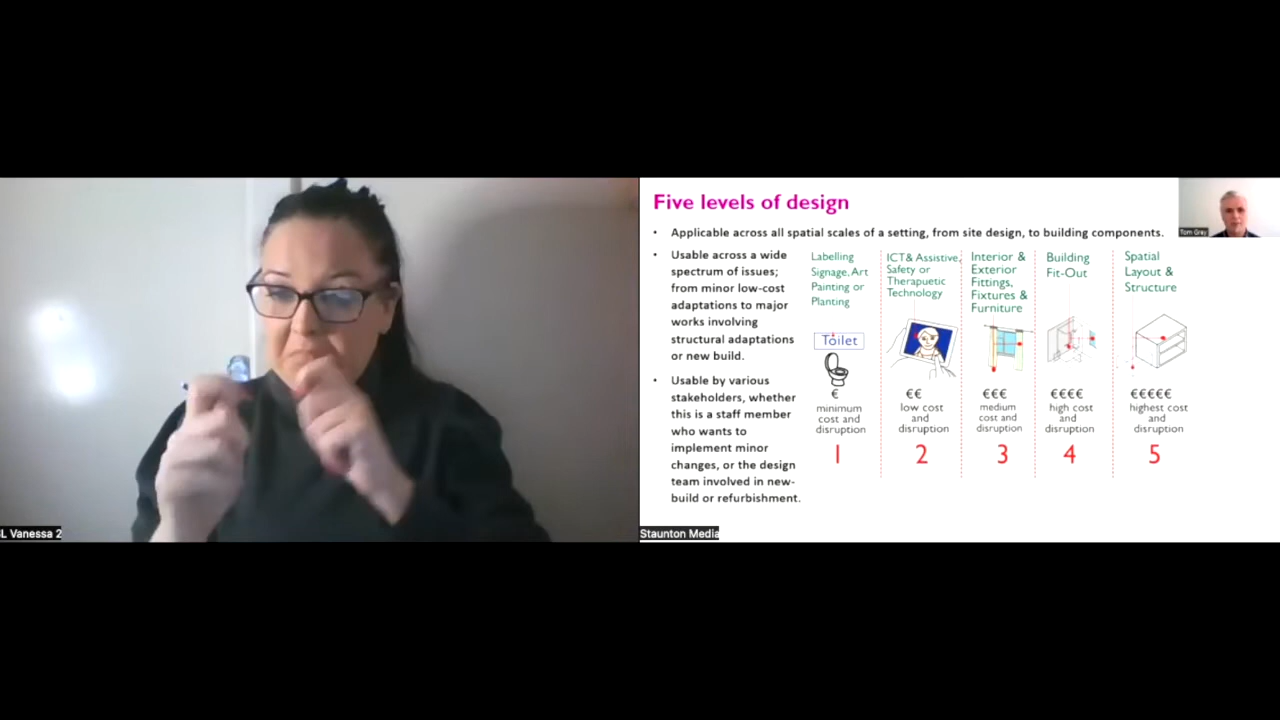 Five levels of design
Tom Grey
• Applicable across all spatial scales of a setting, from site design, to building components.
• Usable across a wide
spectrum of issues;
from minor low-cost
adaptations to major
works involving
structural adaptations
or new build.
• Usable by various
stakeholders, whether
this is a staff member
who wants to
implement minor
changes, or the design
team involved in new-
build or refurbishment.
Labelling
Signage, Art
Painting or
Planting
Toilet
€
minimum
cost and
disruption
1
ICT & Assistive,
Safety or
Therapuetic
Technology
€€
low cost
and
disruption
2
Interior &
Exterior
Fittings,
Fixtures &
Furniture
€€€
medium
cost and
disruption
3
Building
Fit-Out
€€€€
high cost
and
disruption
4
Spatial
Layout &
Structure
€€€€€
highest cost
and
disruption
5
L Vanessa 2
Staunton Media